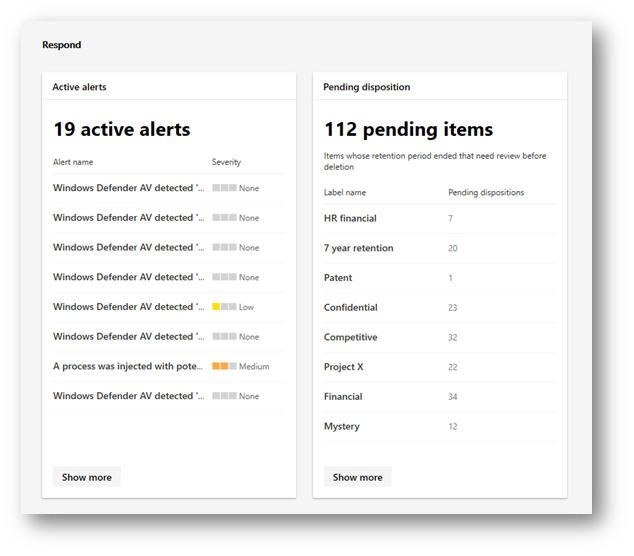 Respond
Active alerts
19 active alerts
Alert name Severity
Windows Defender AV detected '... None
Windows Defender AV detected '... None
Windows Defender AV detected '... None
Windows Defender AV detected '... None
Windows Defender AV detected '... Low
Windows Defender AV detected '... None
A process was injected with pote... Medium
Windows Defender AV detected '... None
Show more
Pending disposition
112 pending items
Items whose retention period ended that need review before
deletion
Label name Pending dispositions
HR financial 7
7 year retention 20
Patent 1
Confidential 23
Competitive 32
Project X 22
Financial 34
Mystery 12
Show more